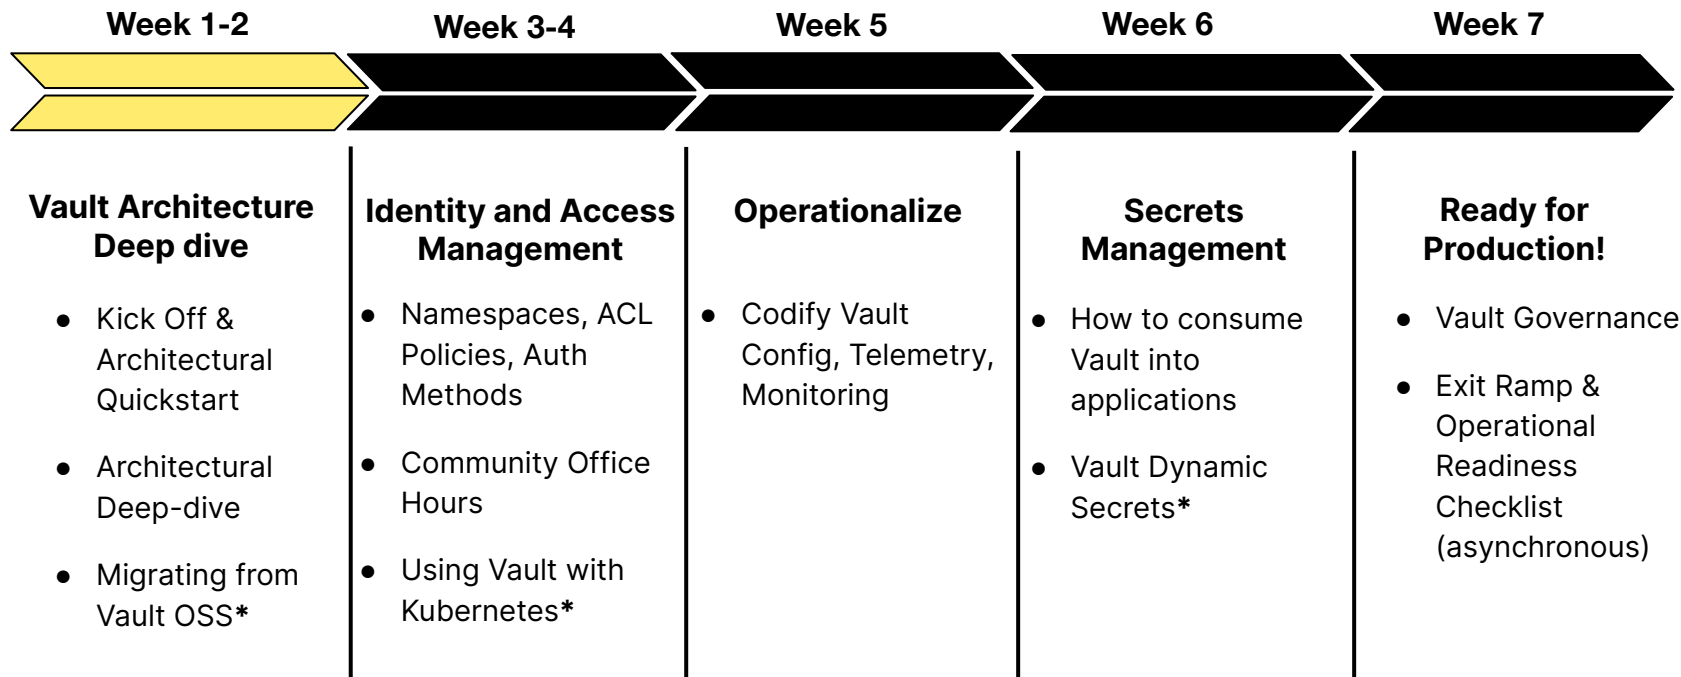 Week 1-2
Week 3-4
Week 5
Week 6
Week 7
Vault Architecture
Deep dive
● Kick Off &
Architectural
Quickstart
● Architectural
Deep-dive
● Migrating from
Vault OSS*
Identity and Access
Management
● Namespaces, ACL
Policies, Auth
Methods
● Community Office
Hours
● Using Vault with
Kubernetes*
Operationalize
● Codify Vault
Config, Telemetry,
Monitoring
Secrets
Management
● How to consume
Vault into
applications
● Vault Dynamic
Secrets*
Ready for
Production!
● Vault Governance
● Exit Ramp &
Operational
Readiness
Checklist
(asynchronous)